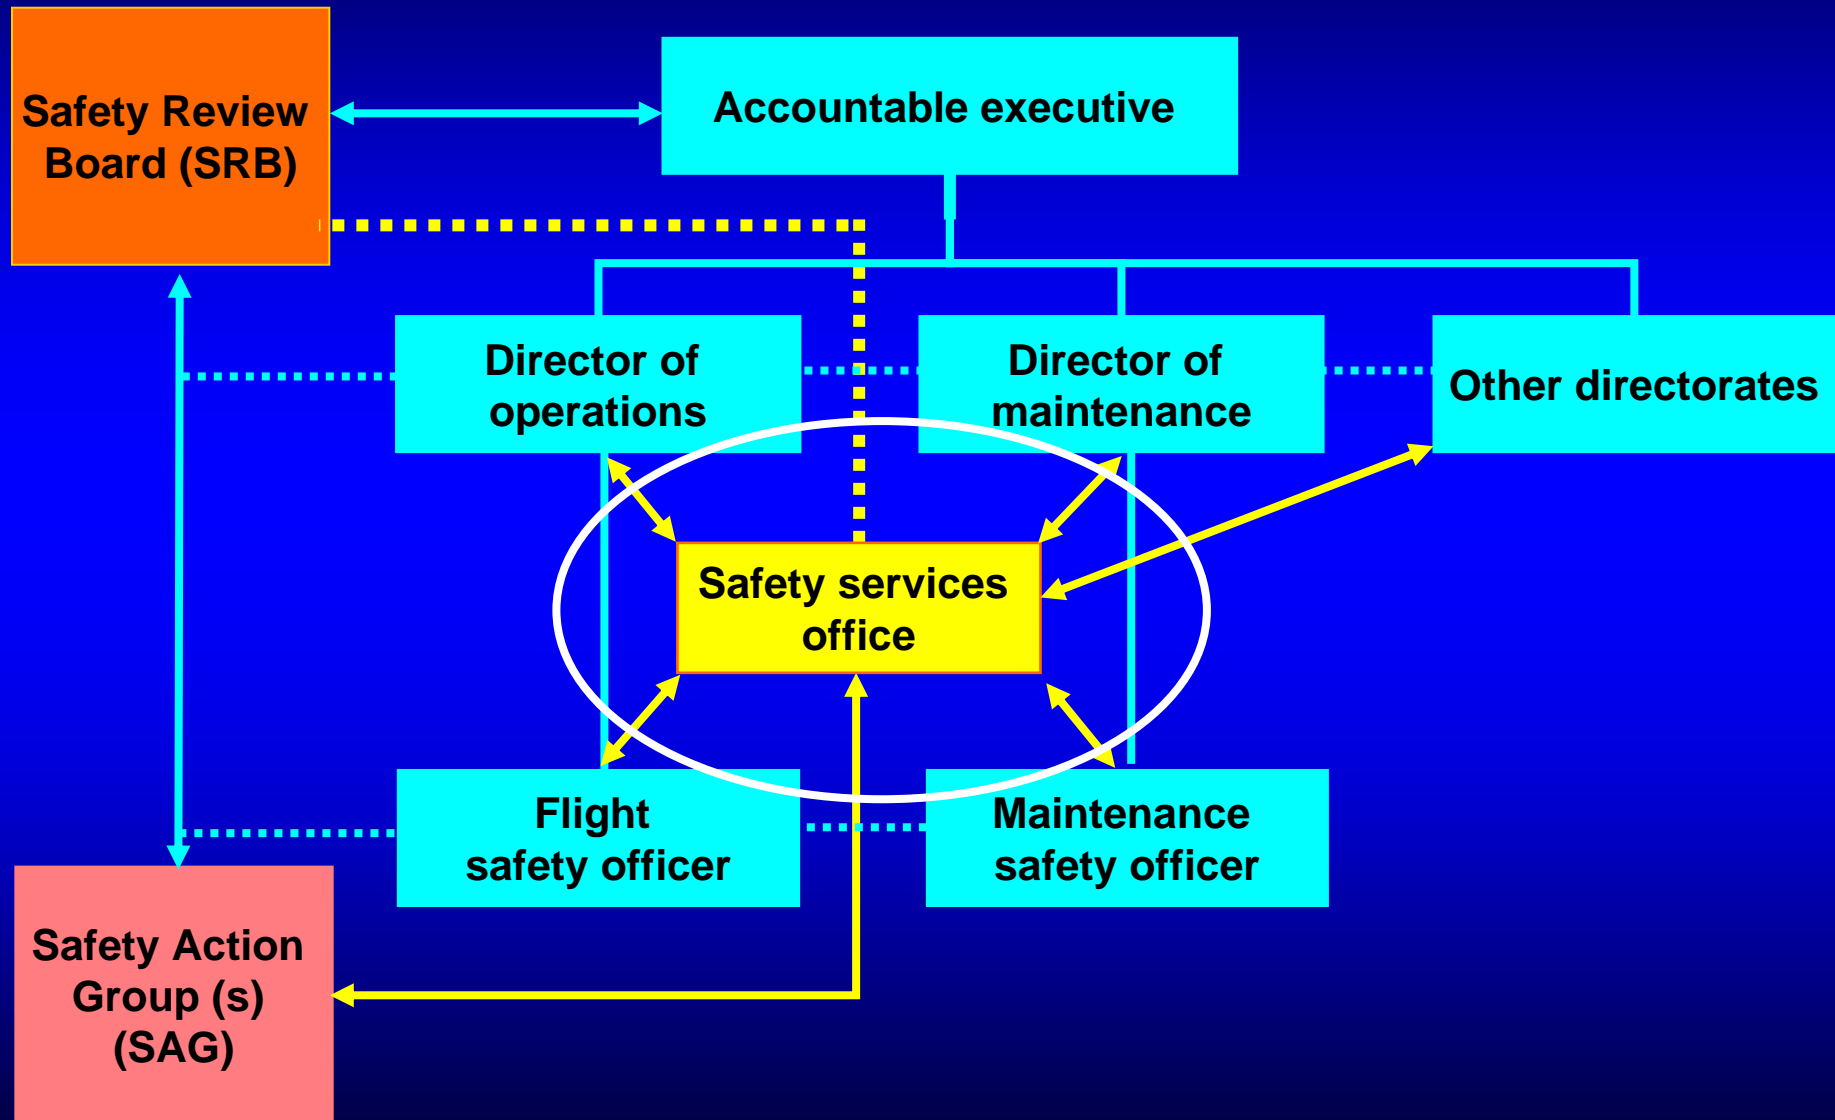 Safety Review
Board (SRB)
Accountable executive
Director of
operations
Director of
maintenance
Other directorates
Safety services
office
Flight
safety officer
Maintenance
safety officer
Safety Action
Group (s)
(SAG)